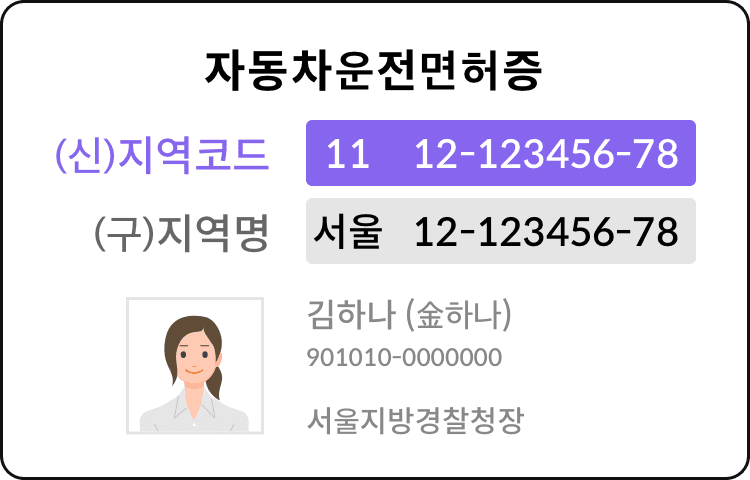 자동차운전면허증
(신)지역코드 11 12-123456-78
(구)지역명 서울 12-123456-78
김하나 (金하나)
901010-0000000
서울지방경찰청장